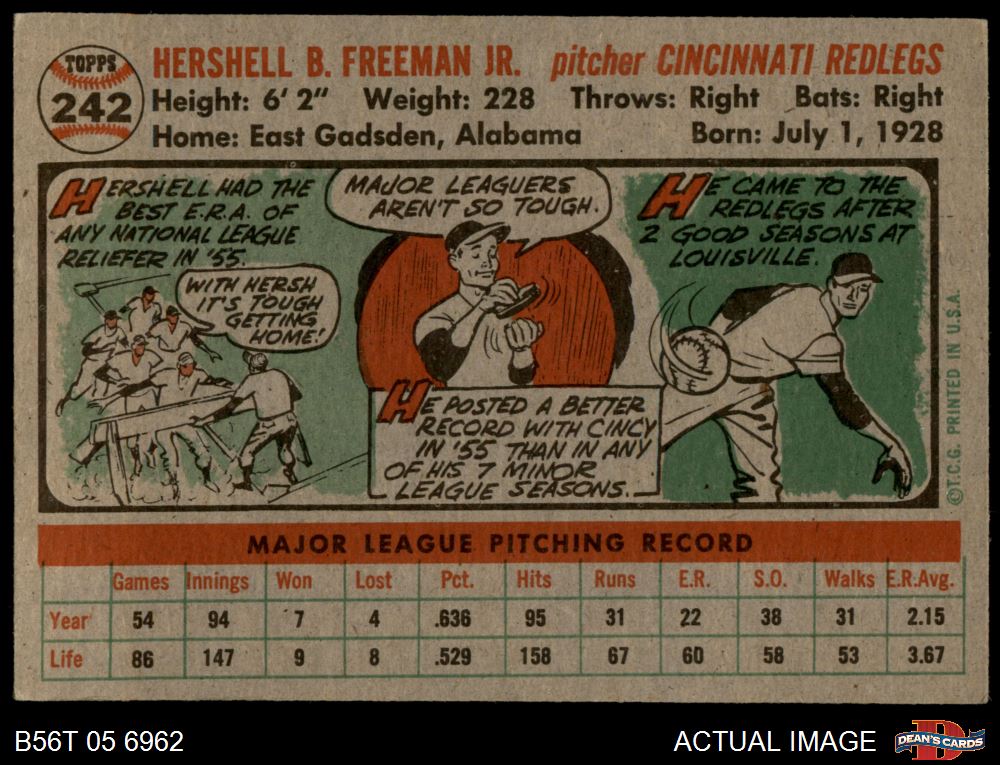 TOPPS
242
HERSHELL B. FREEMAN JR. pitcher CINCINNATI REDLEGS
Height: 6' 2" Weight: 228 Throws: Right Bats: Right
Home: East Gadsden, Alabama Born: July 1, 1928
HERSHELL HAD THE
BEST E.R.A. OF
ANY NATIONAL LEAGUE
RELIEFER IN '55.
WITH HERSH
IT'S TOUGH
GETTING
HOME!
MAJOR LEAGUERS
AREN'T SO TOUGH.
HE POSTED A BETTER
RECORD WITH CINCY
IN '55 THAN IN ANY
OF HIS 7 MINOR
LEAGUE SEASONS.
HE CAME TO THE
REDLEGS AFTER
2 GOOD SEASONS AT
LOUISVILLE.
©T.C.G. PRINTED IN U.S.A.
MAJOR LEAGUE PITCHING RECORD
Games Innings Won Lost Pct. Hits Runs E.R. S.O. Walks E.R.Avg.
Year 54 94 7 4 .636 95 31 22 38 31 2.15
Life 86 147 9 8 .529 158 67 60 58 53 3.67
B56T 05 6962
ACTUAL IMAGE
DEAN'S CARDS